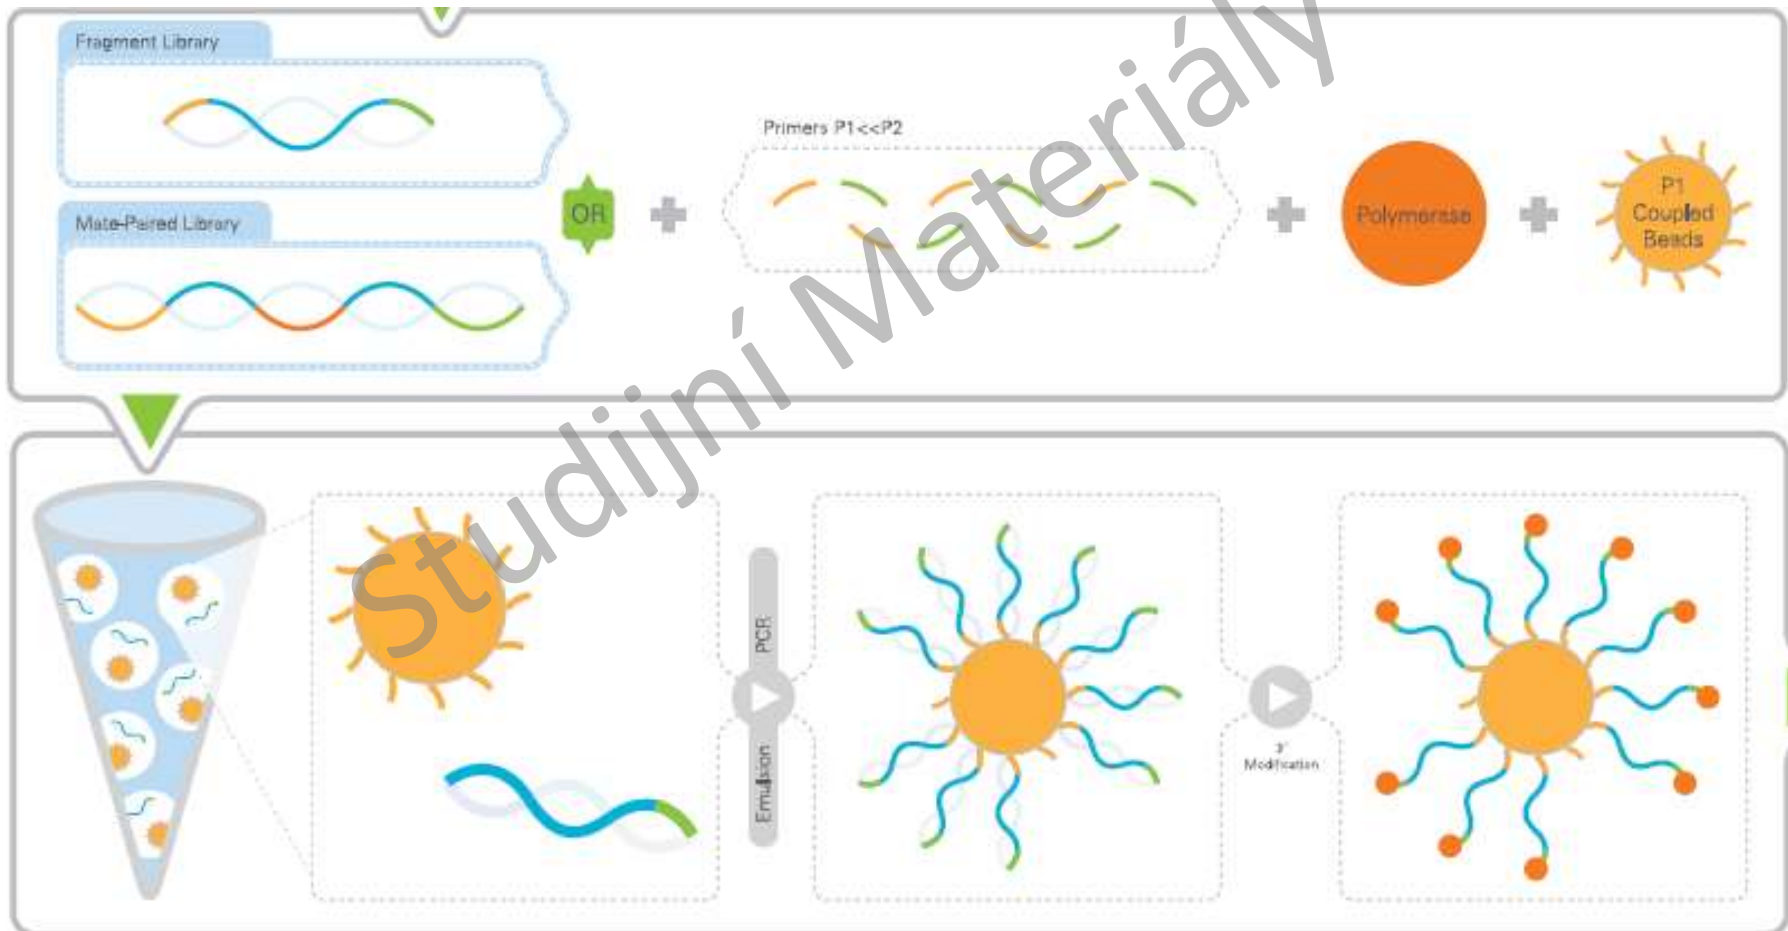 Fragment Library
Primers P1<<P2
Mate-Paired Library
OR
Polymerase
P1
Coupled
Beads
Studijní Materiály
Emulsion PCR
3'
Modification